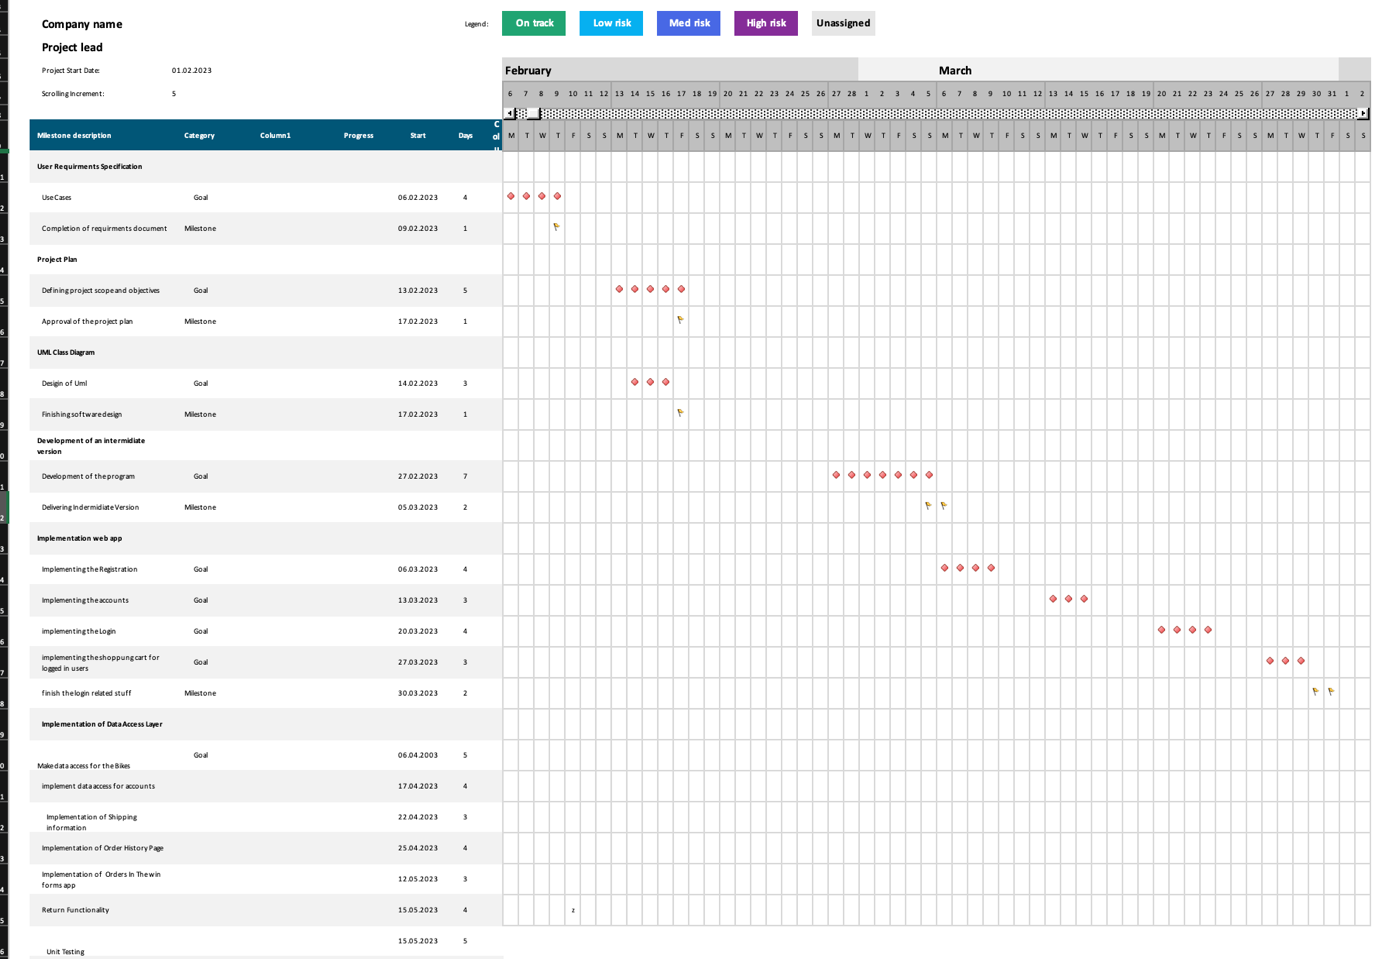 Company name
Legend:
On track
Low risk
Med risk
High risk
Unassigned
Project lead
Project Start Date:
01.02.2023
February
March
Scrolling Increment:
5
6 7 8 9 10 11 12 13 14 15 16 17 18 19 20 21 22 23 24 25 26 27 28 1 2 3 4 5 6 7 8 9 10 11 12 13 14 15 16 17 18 19 20 21 22 23 24 25 26 27 28 29 30 31 1 2
Milestone description Category Column1 Progress Start Days
M T W T F S S M T W T F S S M T W T F S S M T W T F S S M T W T F S S M T W T F S S M T W T F S S M T W T F S S
User Requirments Specification
Use Cases Goal 06.02.2023 4
Completion of requirments document Milestone 09.02.2023 1
Project Plan
Defining project scope and objectives Goal 13.02.2023 5
Approval of the project plan Milestone 17.02.2023 1
UML Class Diagram
Desigin of Uml Goal 14.02.2023 3
Finishing software design Milestone 17.02.2023 1
Development of an intermidiate
version
Development of the program Goal 27.02.2023 7
Delivering Indermidiate Version Milestone 05.03.2023 2
Implementation web app
Implementing the Registration Goal 06.03.2023 4
Implementing the accounts Goal 13.03.2023 3
implementing the Login Goal 20.03.2023 4
implementing the shoppung cart for
logged in users
Goal 27.03.2023 3
finish the login related stuff Milestone 30.03.2023 2
Implementation of Data Access Layer
Make data access for the Bikes Goal 06.04.2003 5
implement data access for accounts 17.04.2023 4
Implementation of Shipping
information
22.04.2023 3
Implementation of Order History Page 25.04.2023 4
Implementation of Orders In The win
forms app
12.05.2023 3
Return Functionality 15.05.2023 4
z
Unit Testing 15.05.2023 5